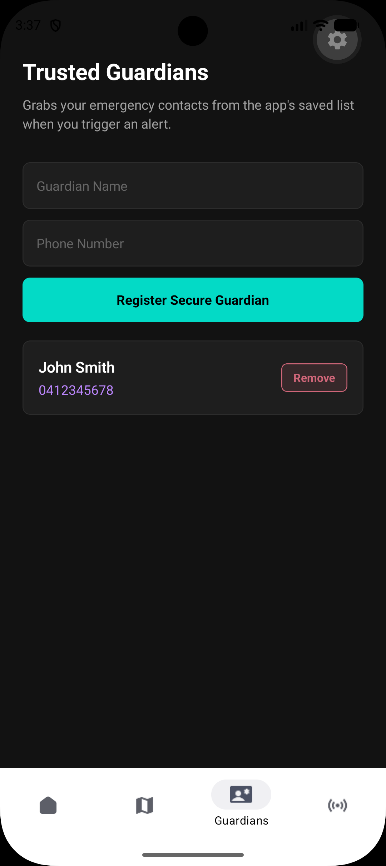 3:37
Trusted Guardians
Grabs your emergency contacts from the app's saved list
when you trigger an alert.
Guardian Name
Phone Number
Register Secure Guardian
John Smith
0412345678
Remove
Guardians